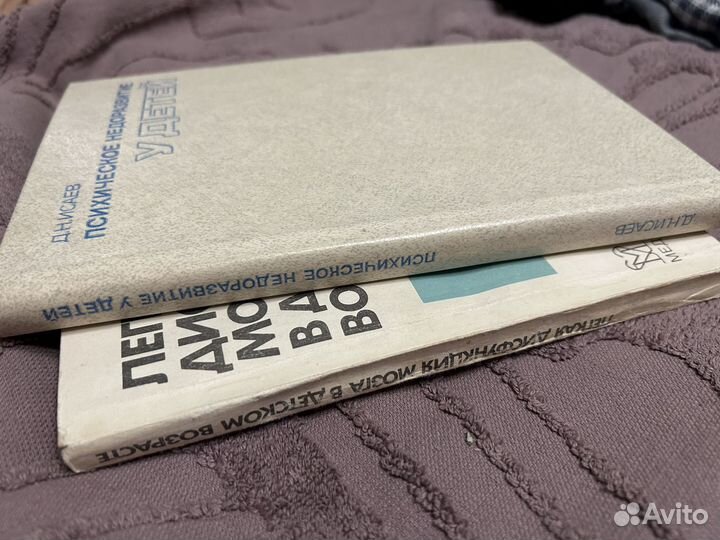 Д.Н.ИСАЕВ
ПСИХИЧЕСКОЕ НЕДОРАЗВИТИЕ
У ДЕТЕЙ
Д.Н.ИСАЕВ
ПСИХИЧЕСКОЕ НЕДОРАЗВИТИЕ У ДЕТЕЙ
В
ЛЕГКАЯ ДИСФУНКЦИЯ МОЗГА В ДЕТСКОМ ВОЗРАСТЕ
Avito